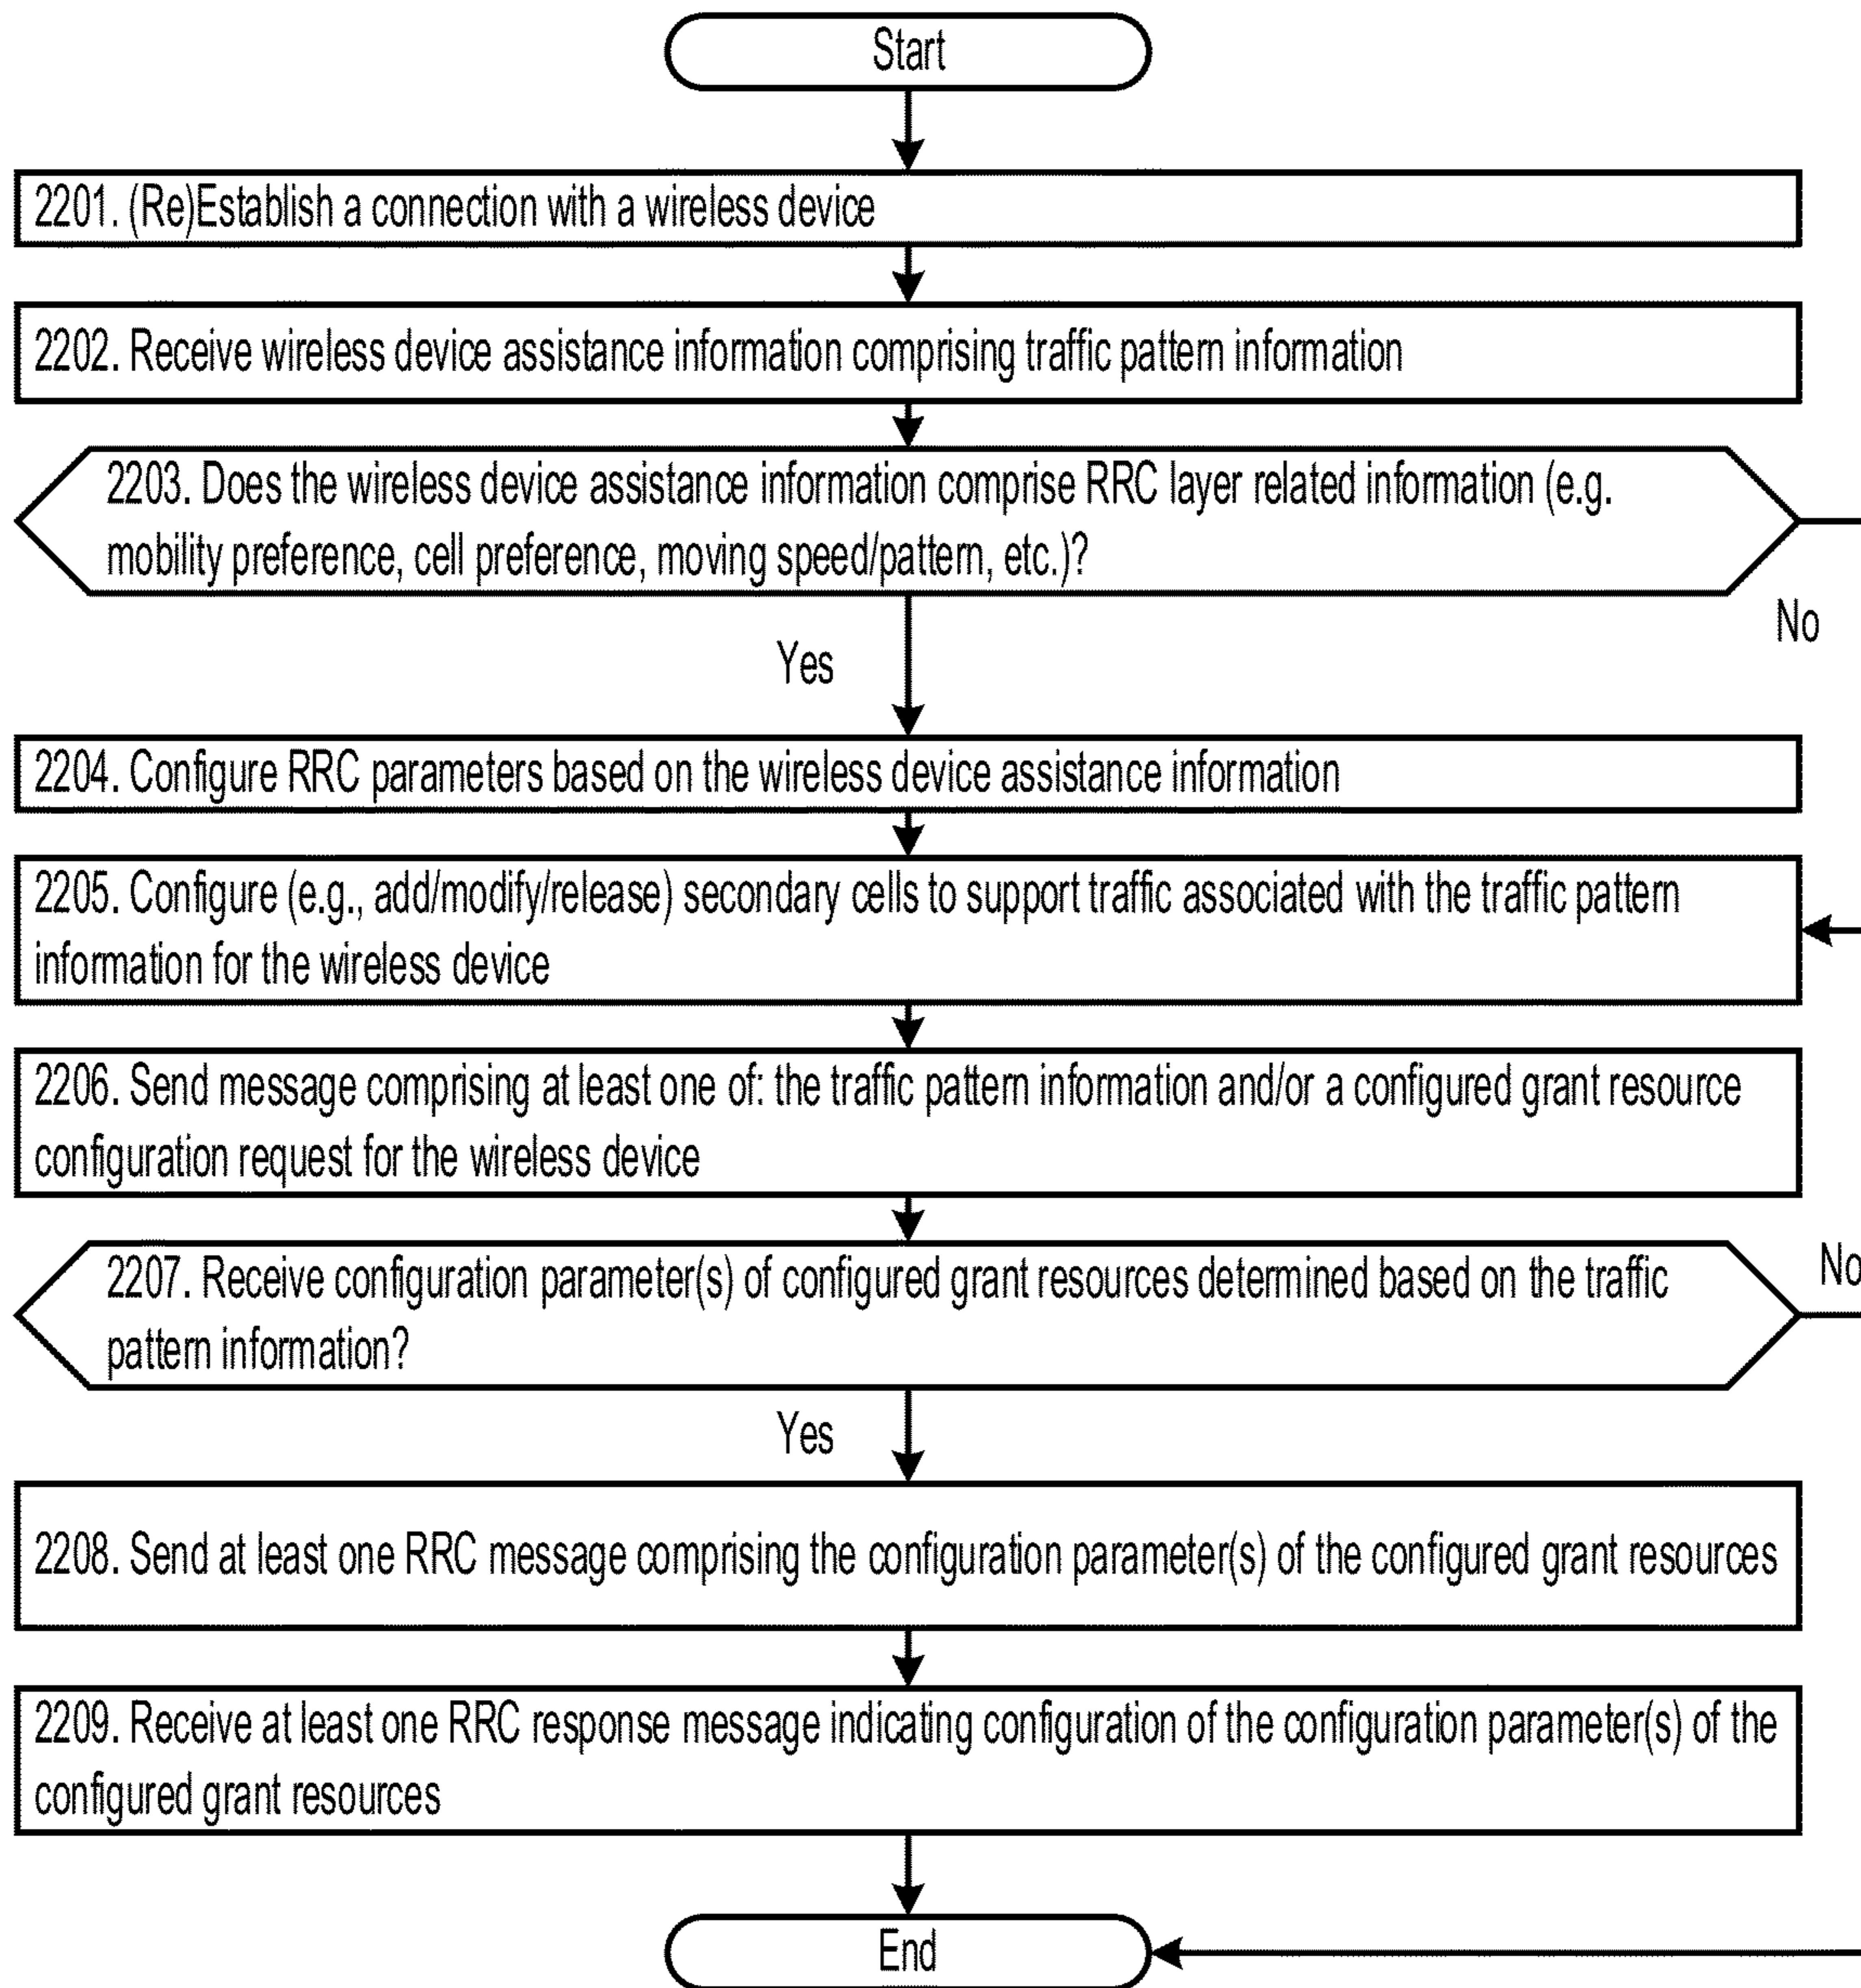 Start
2201. (Re)Establish a connection with a wireless device
2202. Receive wireless device assistance information comprising traffic pattern information
2203. Does the wireless device assistance information comprise RRC layer related information (e.g.
mobility preference, cell preference, moving speed/pattern, etc.)?
No
Yes
2204. Configure RRC parameters based on the wireless device assistance information
2205. Configure (e.g., add/modify/release) secondary cells to support traffic associated with the traffic pattern
information for the wireless device
2206. Send message comprising at least one of: the traffic pattern information and/or a configured grant resource
configuration request for the wireless device
2207. Receive configuration parameter(s) of configured grant resources determined based on the traffic
pattern information?
No
Yes
2208. Send at least one RRC message comprising the configuration parameter(s) of the configured grant resources
2209. Receive at least one RRC response message indicating configuration of the configuration parameter(s) of the
configured grant resources
End